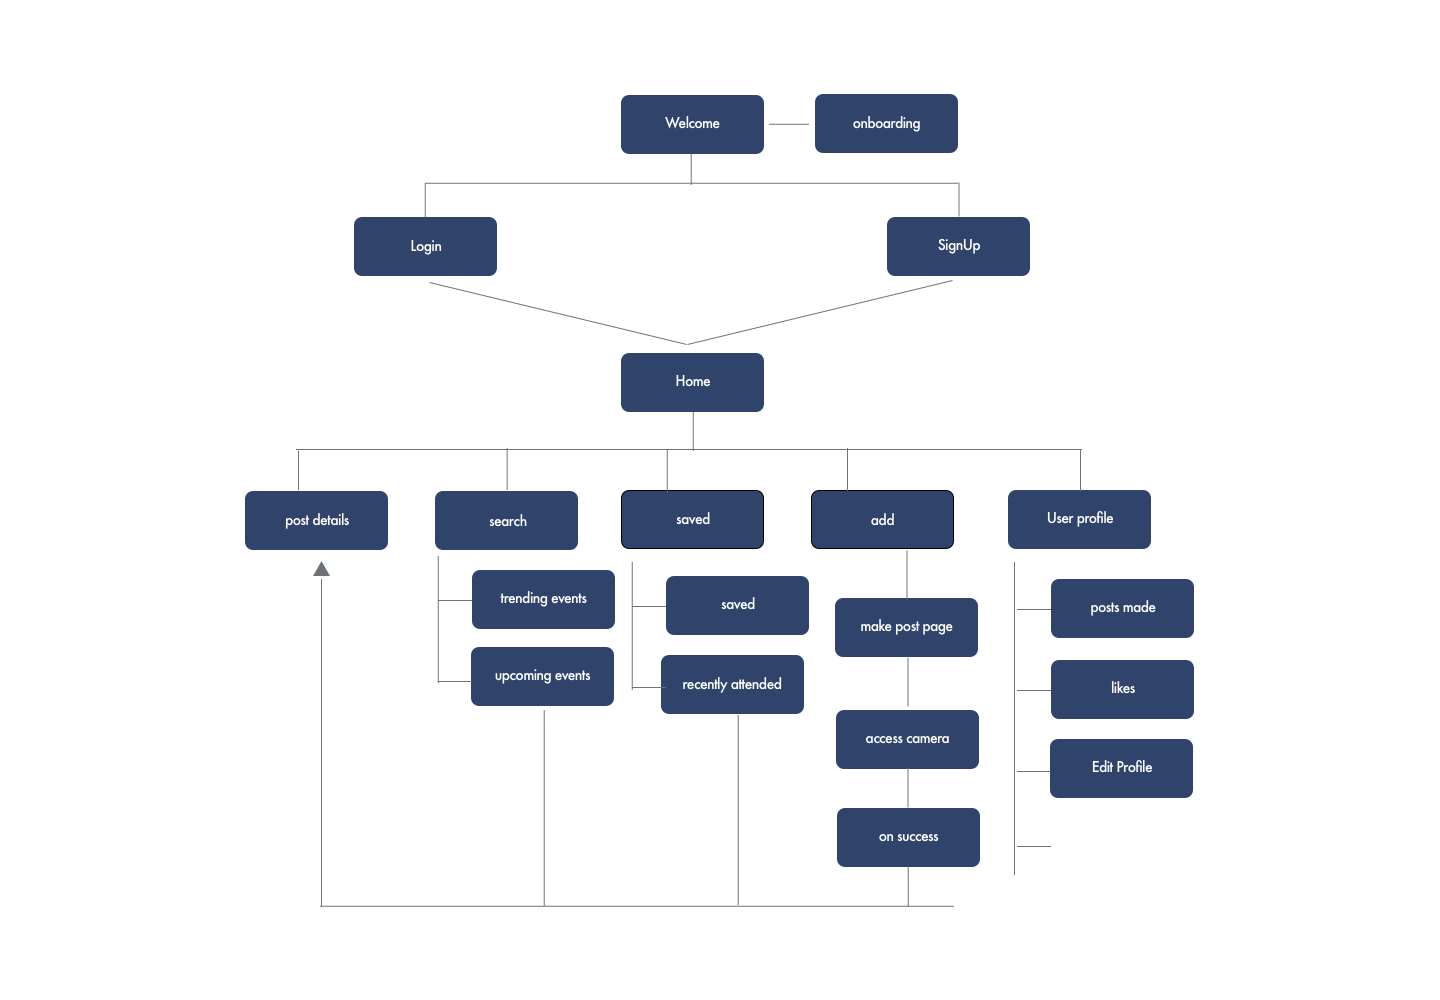 Welcome
onboarding
Login
SignUp
Home
post details
search
saved
add
User profile
trending events
upcoming events
saved
recently attended
make post page
access camera
on success
posts made
likes
Edit Profile